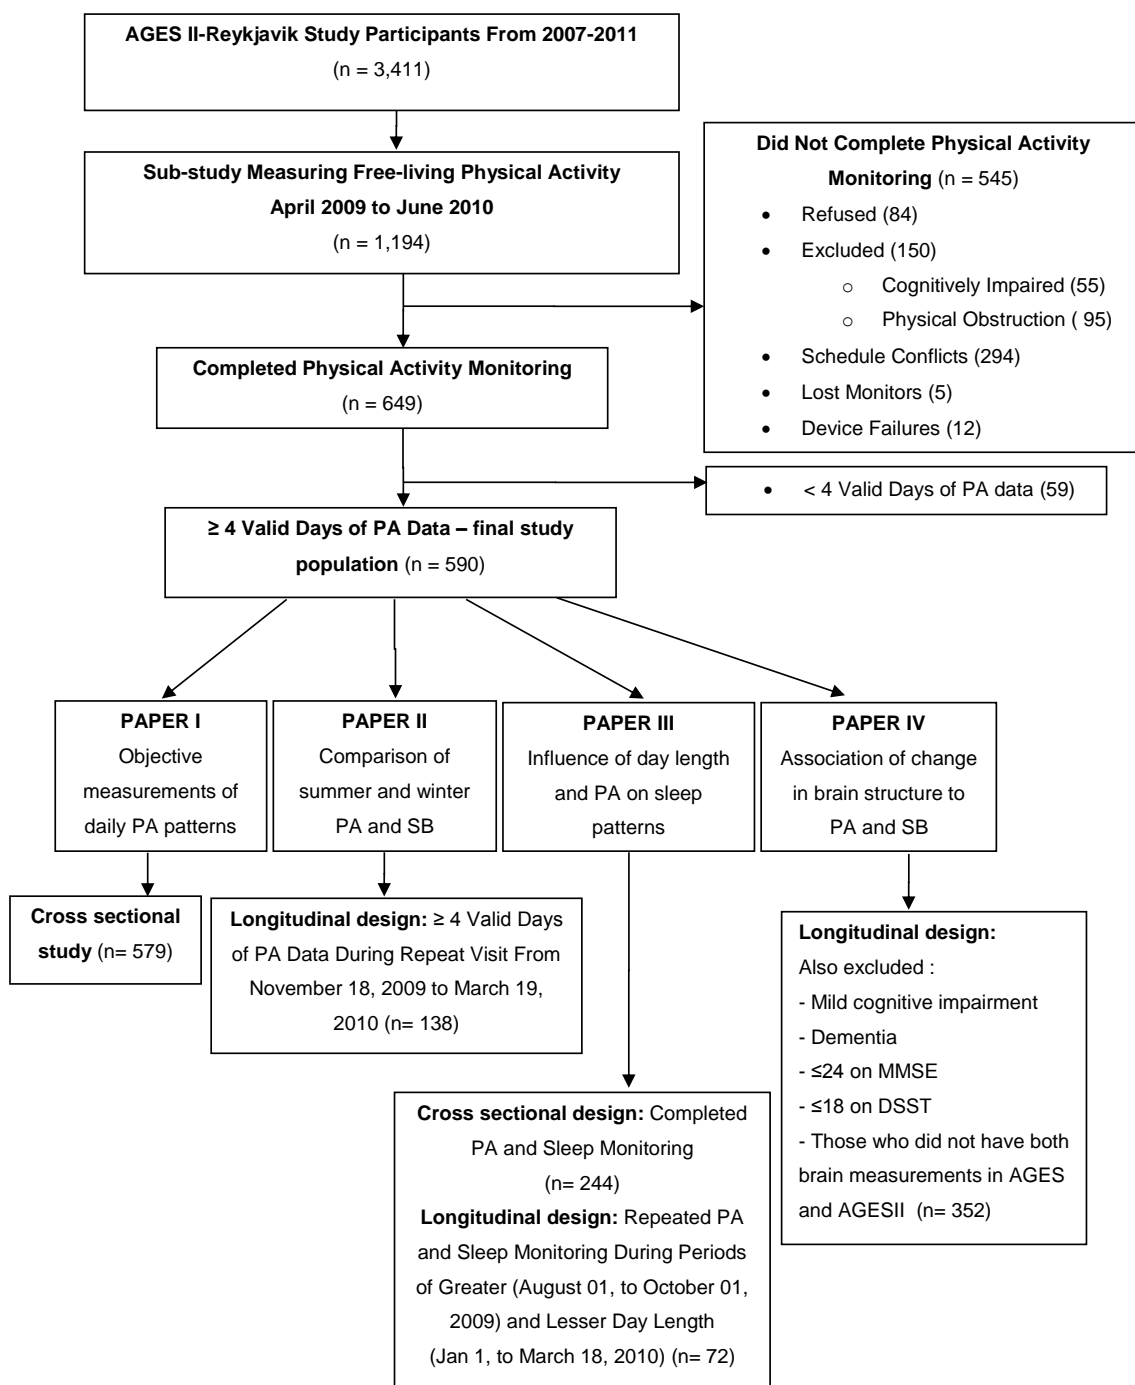 AGES II-Reykjavik Study Participants From 2007-2011
(n = 3,411)
Sub-study Measuring Free-living Physical Activity
April 2009 to June 2010
(n = 1,194)
Did Not Complete Physical Activity
Monitoring (n = 545)
• Refused (84)
• Excluded (150)
o Cognitively Impaired (55)
o Physical Obstruction ( 95)
• Schedule Conflicts (294)
• Lost Monitors (5)
• Device Failures (12)
Completed Physical Activity Monitoring
(n = 649)
• < 4 Valid Days of PA data (59)
≥ 4 Valid Days of PA Data – final study
population (n = 590)
PAPER I
Objective
measurements of
daily PA patterns
PAPER II
Comparison of
summer and winter
PA and SB
PAPER III
Influence of day length
and PA on sleep
patterns
PAPER IV
Association of change
in brain structure to
PA and SB
Cross sectional
study (n= 579)
Longitudinal design: ≥ 4 Valid Days
of PA Data During Repeat Visit From
November 18, 2009 to March 19,
2010 (n= 138)
Cross sectional design: Completed
PA and Sleep Monitoring
(n= 244)
Longitudinal design: Repeated PA
and Sleep Monitoring During Periods
of Greater (August 01, to October 01,
2009) and Lesser Day Length
(Jan 1, to March 18, 2010) (n= 72)
Longitudinal design:
Also excluded :
- Mild cognitive impairment
- Dementia
- ≤24 on MMSE
- ≤18 on DSST
- Those who did not have both
brain measurements in AGES
and AGESII (n= 352)